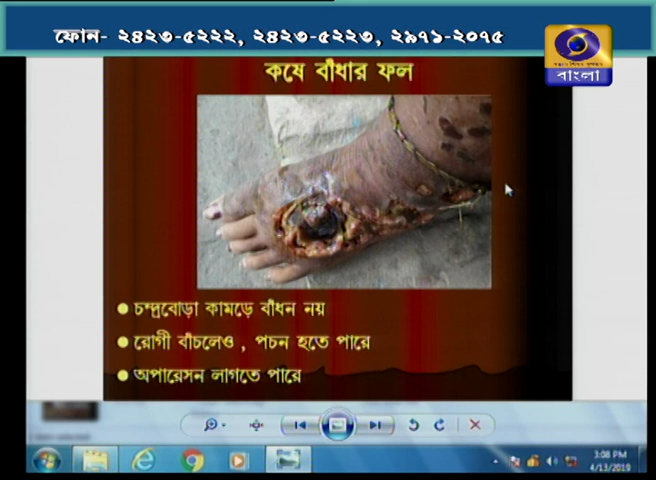 ফোন- ২৪২৩-৫২২২, ২৪২৩-৫২২৩, ২৯৭১-২০৭৫
বাংলা
কষে বাঁধার ফল
চন্দ্রবোড়া কামড়ে বাঁধন নয়
রোগী বাঁচলেও , পচন হতে পারে
অপারেসন লাগতে পারে
3:08 PM
4/13/2019